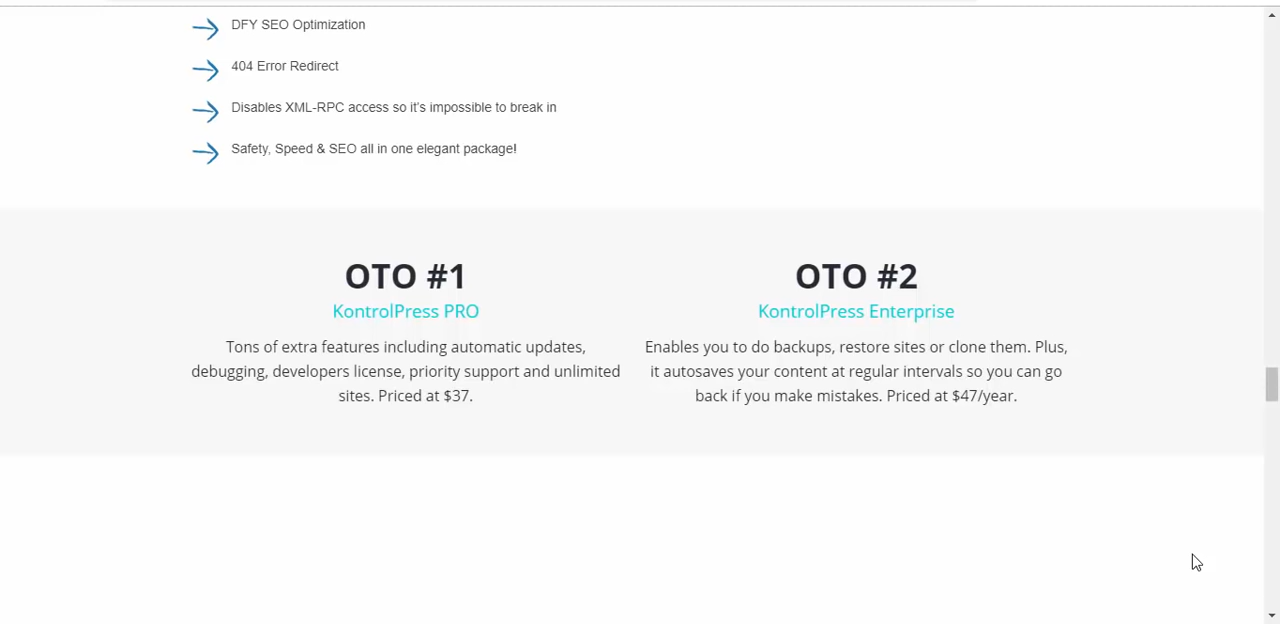 DFY SEO Optimization
404 Error Redirect
Disables XML-RPC access so it's impossible to break in
Safety, Speed & SEO all in one elegant package!
OTO #1
KontrolPress PRO
Tons of extra features including automatic updates,
debugging, developers license, priority support and unlimited
sites. Priced at $37.
OTO #2
KontrolPress Enterprise
Enables you to do backups, restore sites or clone them. Plus,
it autosaves your content at regular intervals so you can go
back if you make mistakes. Priced at $47/year.